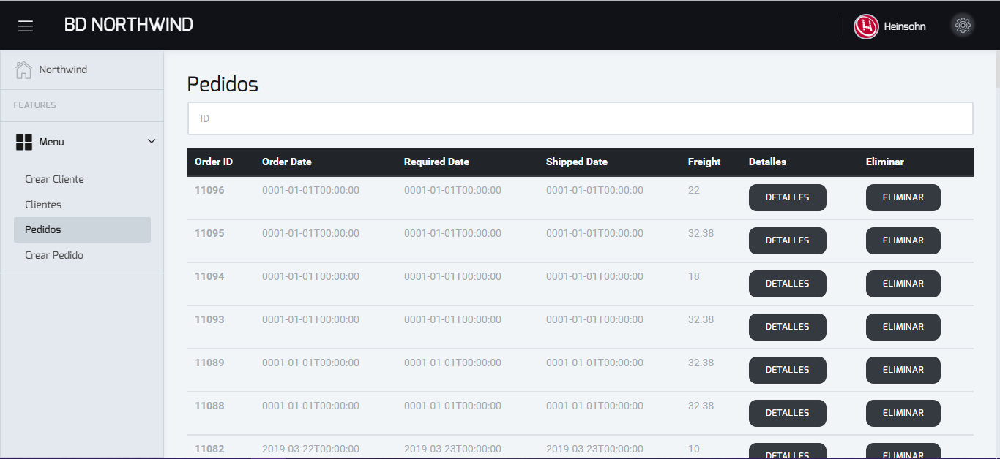 BD NORTHWIND
Heinsohn
Northwind
FEATURES
Menu
Crear Cliente
Clientes
Pedidos
Crear Pedido
Pedidos
ID
Order ID Order Date Required Date Shipped Date Freight Detalles Eliminar
11096 0001-01-01T00:00:00 0001-01-01T00:00:00 0001-01-01T00:00:00 22 DETALLES ELIMINAR
11095 0001-01-01T00:00:00 0001-01-01T00:00:00 0001-01-01T00:00:00 32.38 DETALLES ELIMINAR
11094 0001-01-01T00:00:00 0001-01-01T00:00:00 0001-01-01T00:00:00 18 DETALLES ELIMINAR
11093 0001-01-01T00:00:00 0001-01-01T00:00:00 0001-01-01T00:00:00 32.38 DETALLES ELIMINAR
11089 0001-01-01T00:00:00 0001-01-01T00:00:00 0001-01-01T00:00:00 32.38 DETALLES ELIMINAR
11088 0001-01-01T00:00:00 0001-01-01T00:00:00 0001-01-01T00:00:00 32.38 DETALLES ELIMINAR
11082 2019-03-22T00:00:00 2019-03-23T00:00:00 2019-03-23T00:00:00 10 DETALLES ELIMINAR